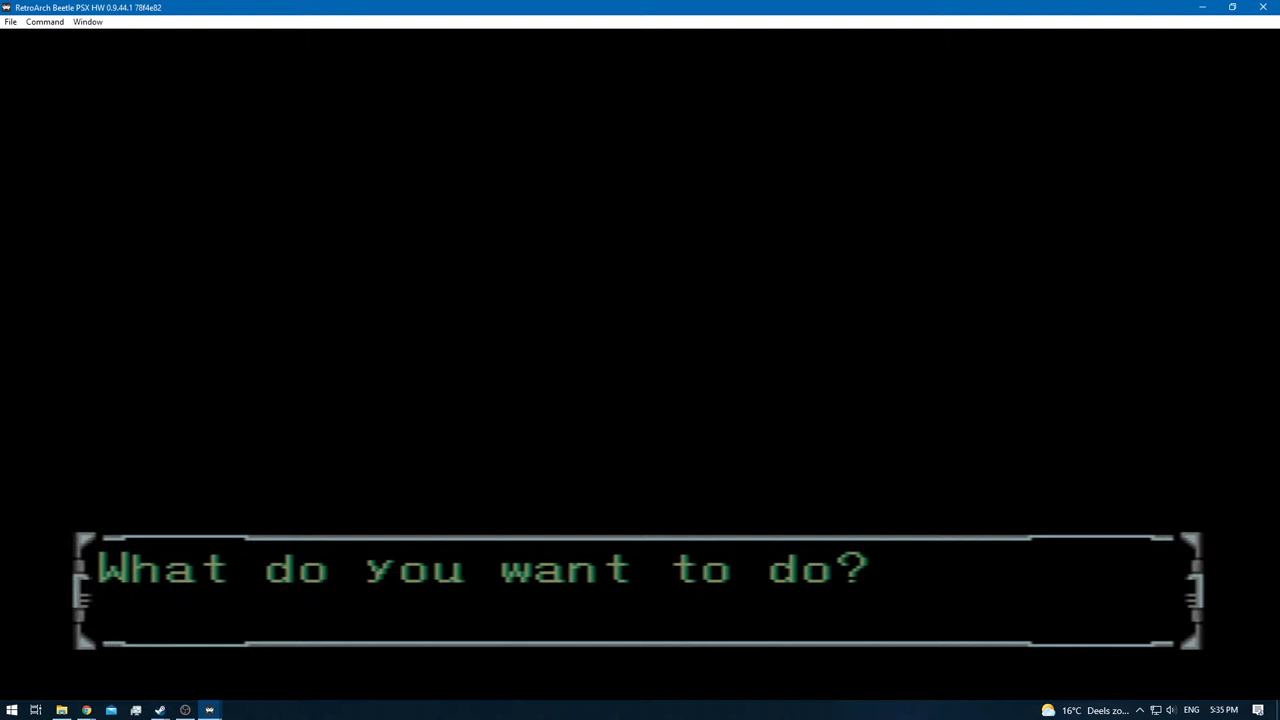 RetroArch Beetle PSX HW 0.9.44.1 78f4e82
File Command Window
What do you want to do?
16°C Deels zo... ENG 5:35 PM